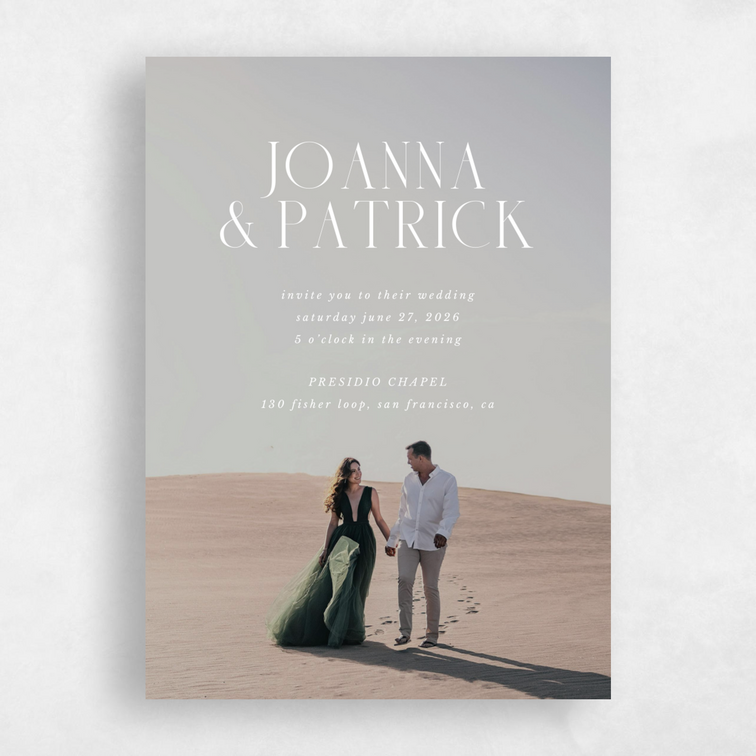 JOANNA
& PATRICK
invite you to their wedding
saturday june 27, 2026
5 o'clock in the evening
PRESIDIO CHAPEL
130 fisher loop, san francisco, ca